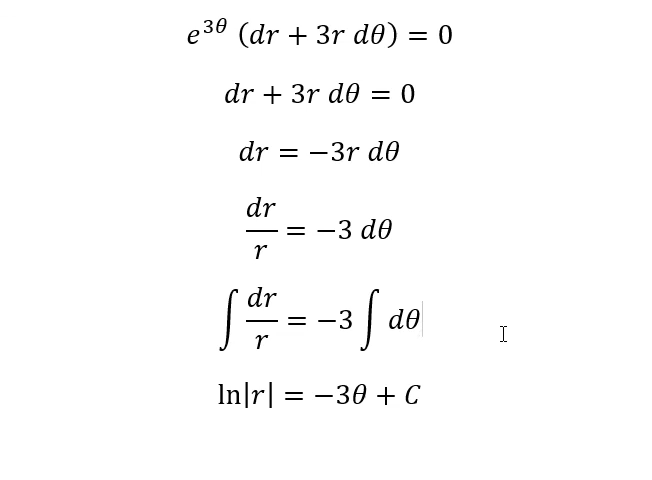 e^{3θ} (dr + 3r dθ) = 0
dr + 3r dθ = 0
dr = −3r dθ
dr/r = −3 dθ
∫ dr/r = −3 ∫ dθ
ln|r| = −3θ + C